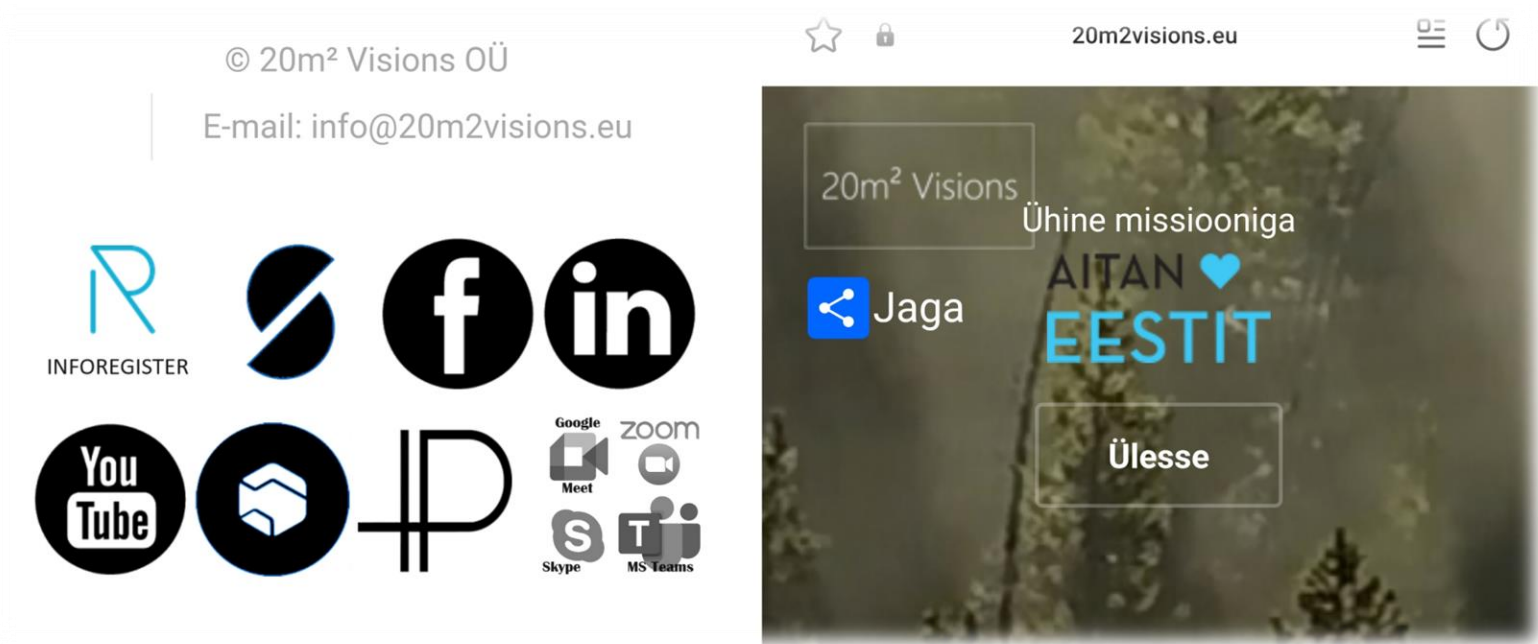 © 20m² Visions OÜ
E-mail: info@20m2visions.eu
INFOREGISTER
You
Tube
Google
Meet
zoom
Skype
MS Teams
20m2visions.eu
20m² Visions
Ühine missiooniga
AITAN
EESTIT
Jaga
Ülesse